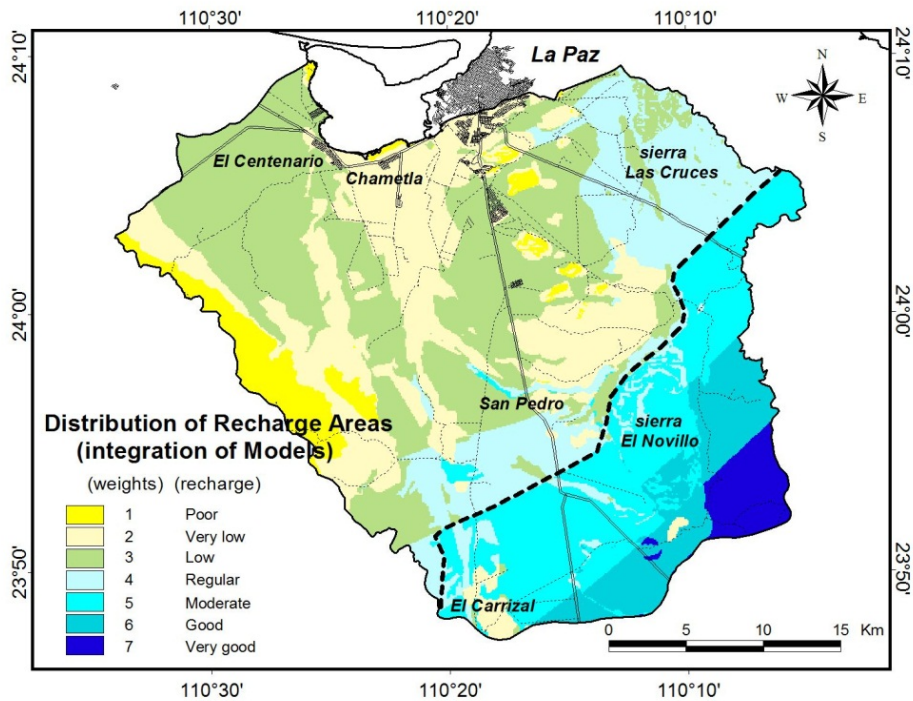 110°30'
110°20'
110°10'
24°10'
24°10'
La Paz
N
W E
S
El Centenario
Chametla
sierra
Las Cruces
24°00'
24°00'
San Pedro
sierra
El Novillo
Distribution of Recharge Areas
(integration of Models)
(weights) (recharge)
1 Poor
2 Very low
3 Low
4 Regular
5 Moderate
6 Good
7 Very good
23°50'
23°50'
El Carrizal
0 5 10 15 Km
110°30'
110°20'
110°10'